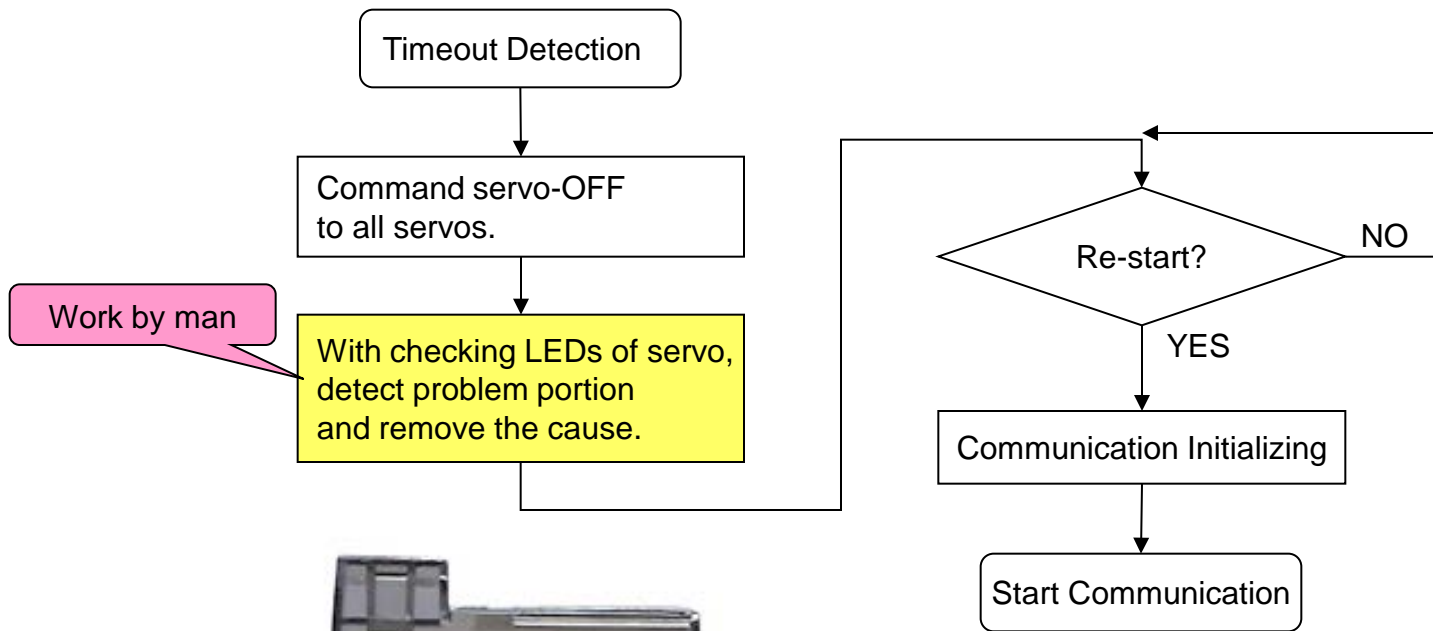 Timeout Detection
Command servo-OFF
to all servos.
Work by man
With checking LEDs of servo,
detect problem portion
and remove the cause.
Re-start?
NO
YES
Communication Initializing
Start Communication